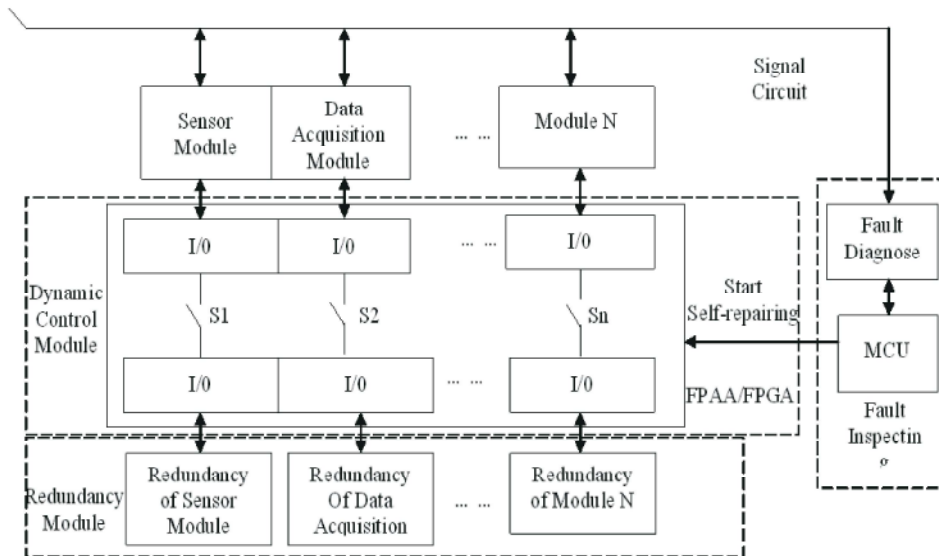 Signal
Circuit
Sensor
Module
Data
Acquisition
Module
... ...
Module N
I/0
I/0
... ...
I/0
Fault
Diagnose
Dynamic
Control
Module
S1
S2
Sn
Start
Self-repairing
MCU
I/0
I/0
... ...
I/0
FPAA/FPGA
Fault
Inspectin
Redundancy
Module
Redundancy
of Sensor
Module
Redundancy
Of Data
Acquisition
... ...
Redundancy
of Module N